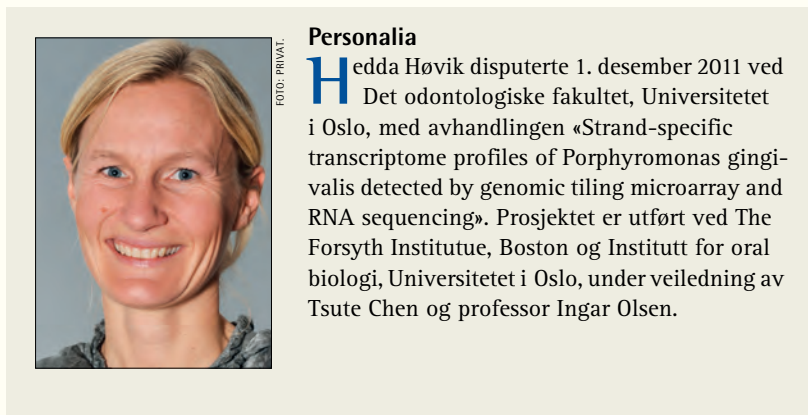 FOTO: PRIVAT.
Personalia
Hedda Høvik disputerte 1. desember 2011 ved
Det odontologiske fakultet, Universitetet
i Oslo, med avhandlingen «Strand-specific
transcriptome profiles of Porphyromonas gingi-
valis detected by genomic tiling microarray and
RNA sequencing». Prosjektet er utført ved The
Forsyth Institutue, Boston og Institutt for oral
biologi, Universitetet i Oslo, under veiledning av
Tsute Chen og professor Ingar Olsen.